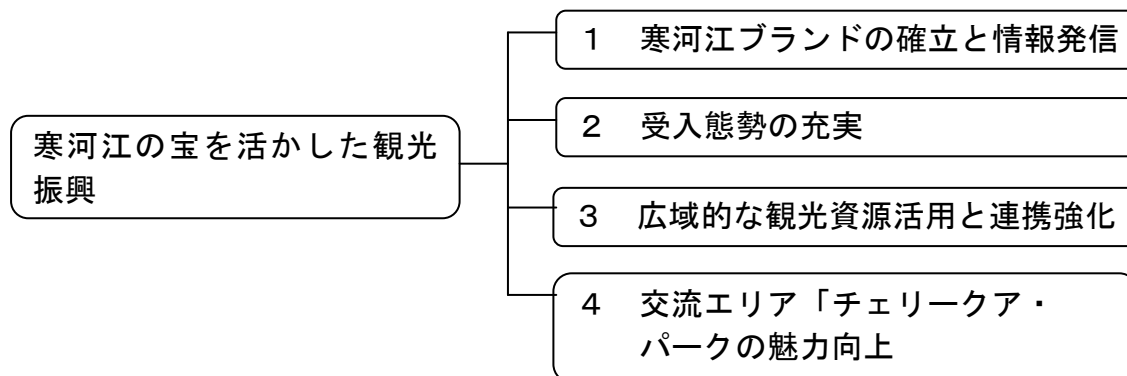 寒河江の宝を活かした観光
振興
1 寒河江ブランドの確立と情報発信
2 受入態勢の充実
3 広域的な観光資源活用と連携強化
4 交流エリア「チェリークア・
パークの魅力向上